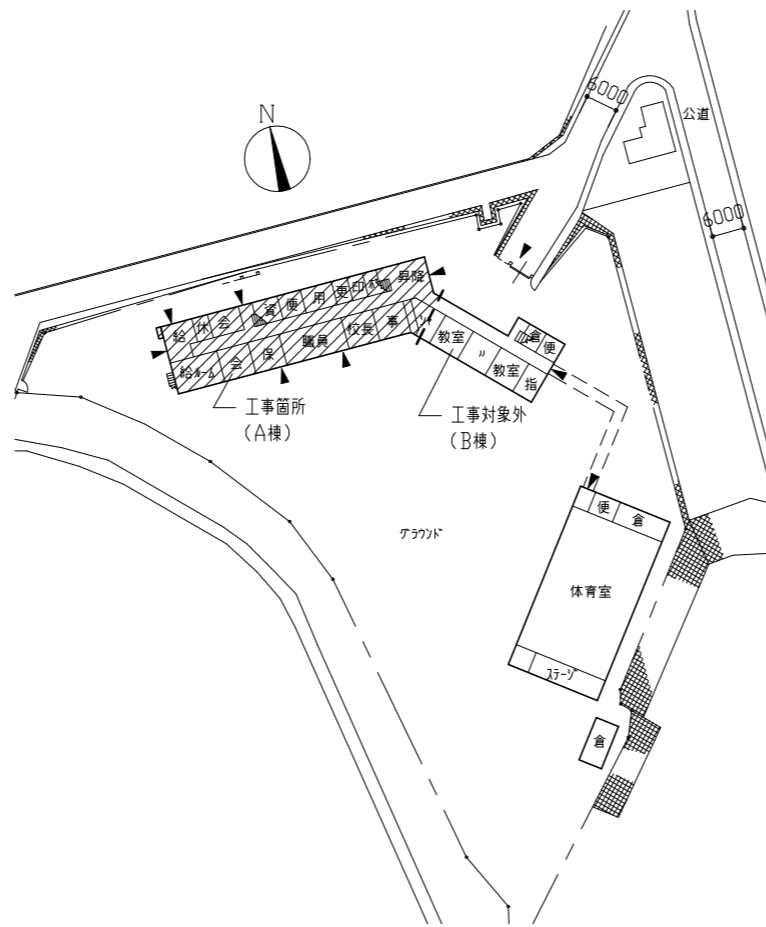 6000
公道
N
6000
昇降
給
休
会
資
便
用
更
印
教室
〃
教室
指
倉
便
給
ルーム
会
保
職員
校長
事
工事箇所
(A棟)
工事対象外
(B棟)
便
倉
グラウンド
体育室
ステージ
倉